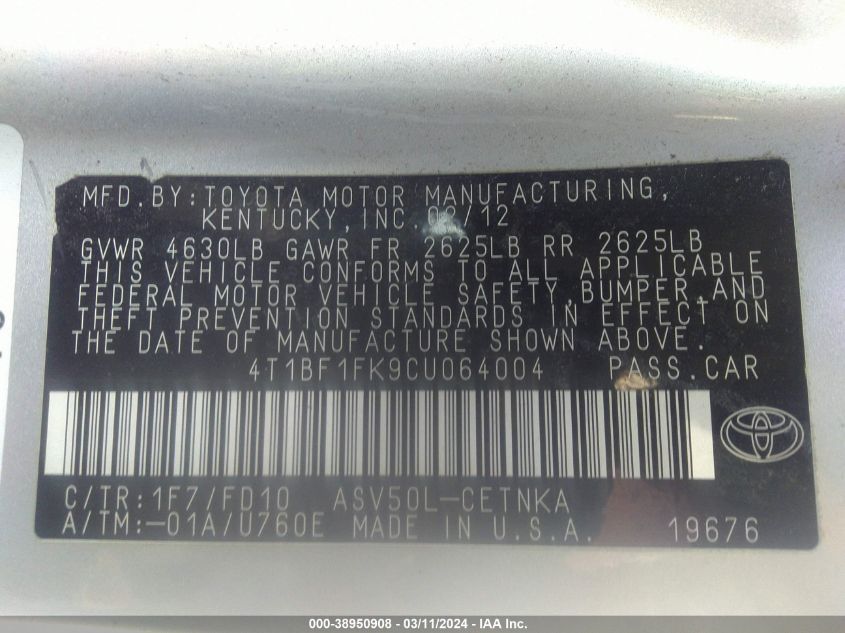 MFD.BY:TOYOTA MOTOR MANUFACTURING,
KENTUCKY,INC. 02/12
GVWR 4630LB GAWR FR 2625LB RR 2625LB
THIS VEHICLE CONFORMS TO ALL APPLICABLE
FEDERAL MOTOR VEHICLE SAFETY,BUMPER,AND
THEFT PREVENTION STANDARDS IN EFFECT ON
THE DATE OF MANUFACTURE SHOWN ABOVE.
4T1BF1FK9CU064004 PASS.CAR
C/TR:1F7/FD10 ASV50L-CETNKA
A/TM:-01A/U760E MADE IN U.S.A. 19676
000-38950908 - 03/11/2024 - IAA Inc.